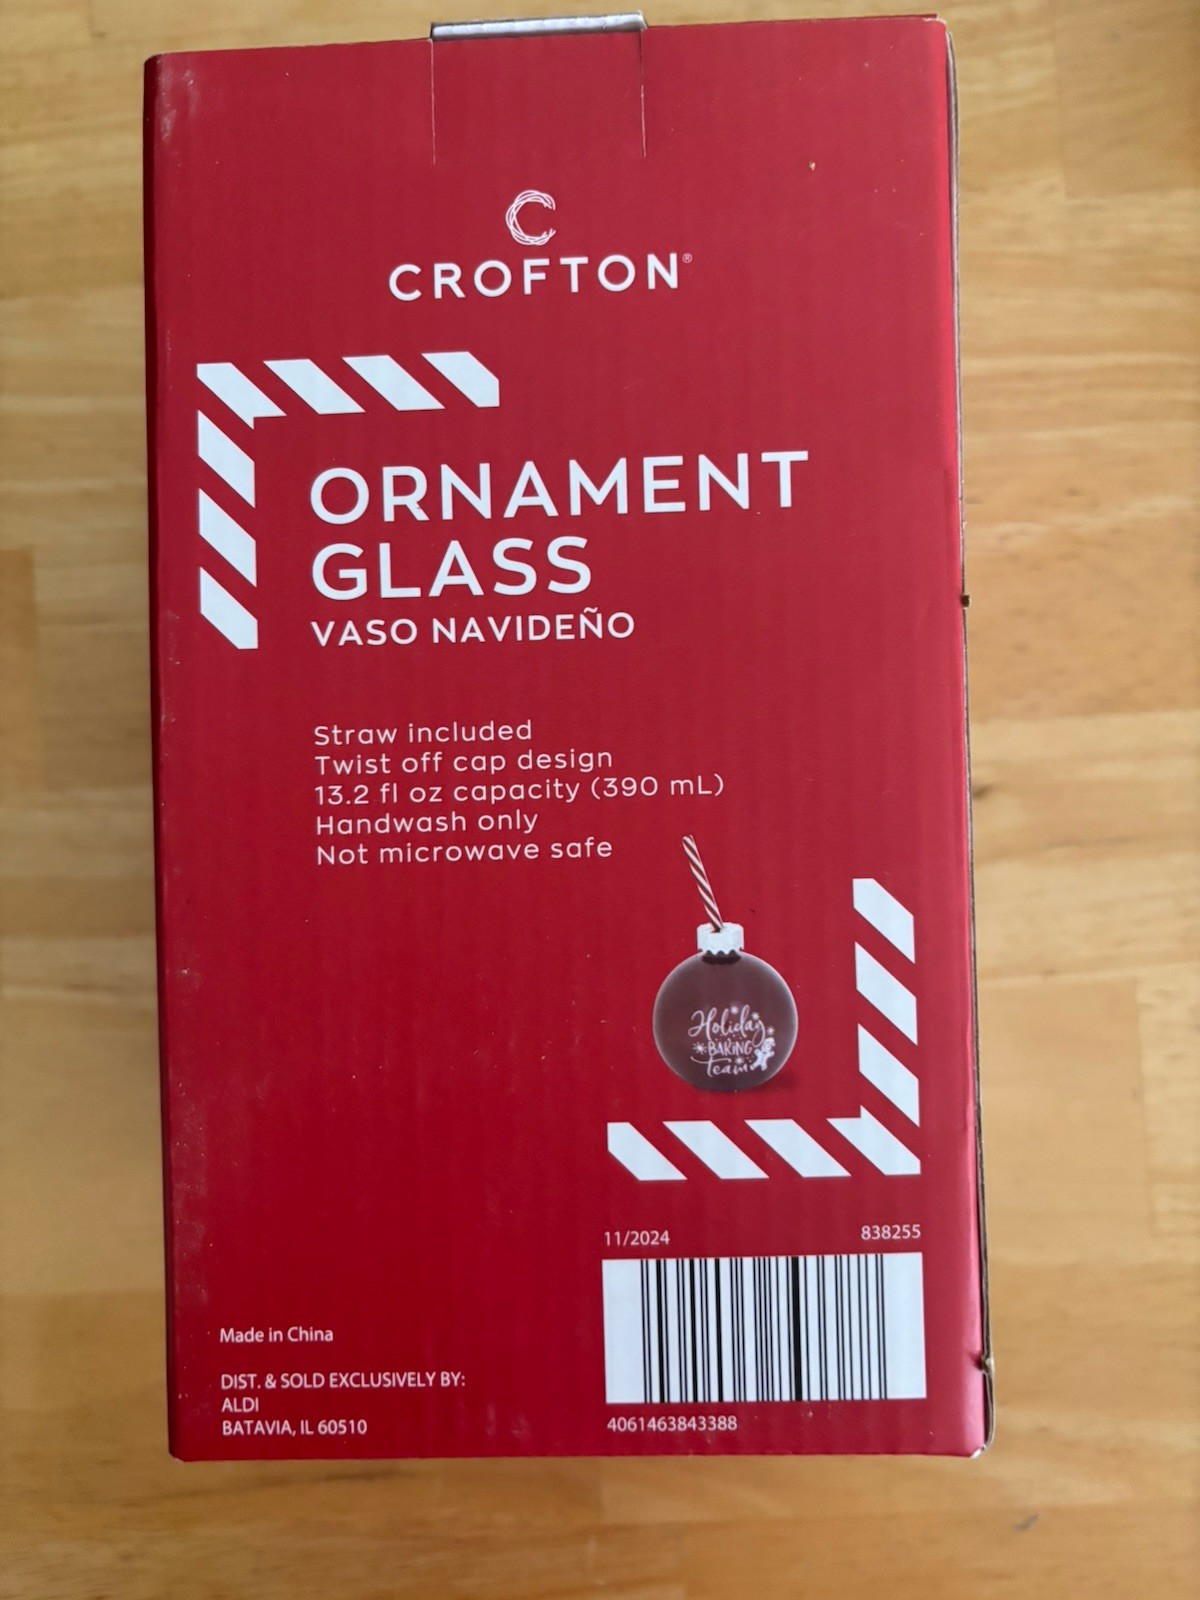 CROFTON®
ORNAMENT
GLASS
VASO NAVIDEÑO
Straw included
Twist off cap design
13.2 fl oz capacity (390 mL)
Handwash only
Not microwave safe
Holiday
BAKING
Team
11/2024
838255
4061463843388
Made in China
DIST. & SOLD EXCLUSIVELY BY:
ALDI
BATAVIA, IL 60510